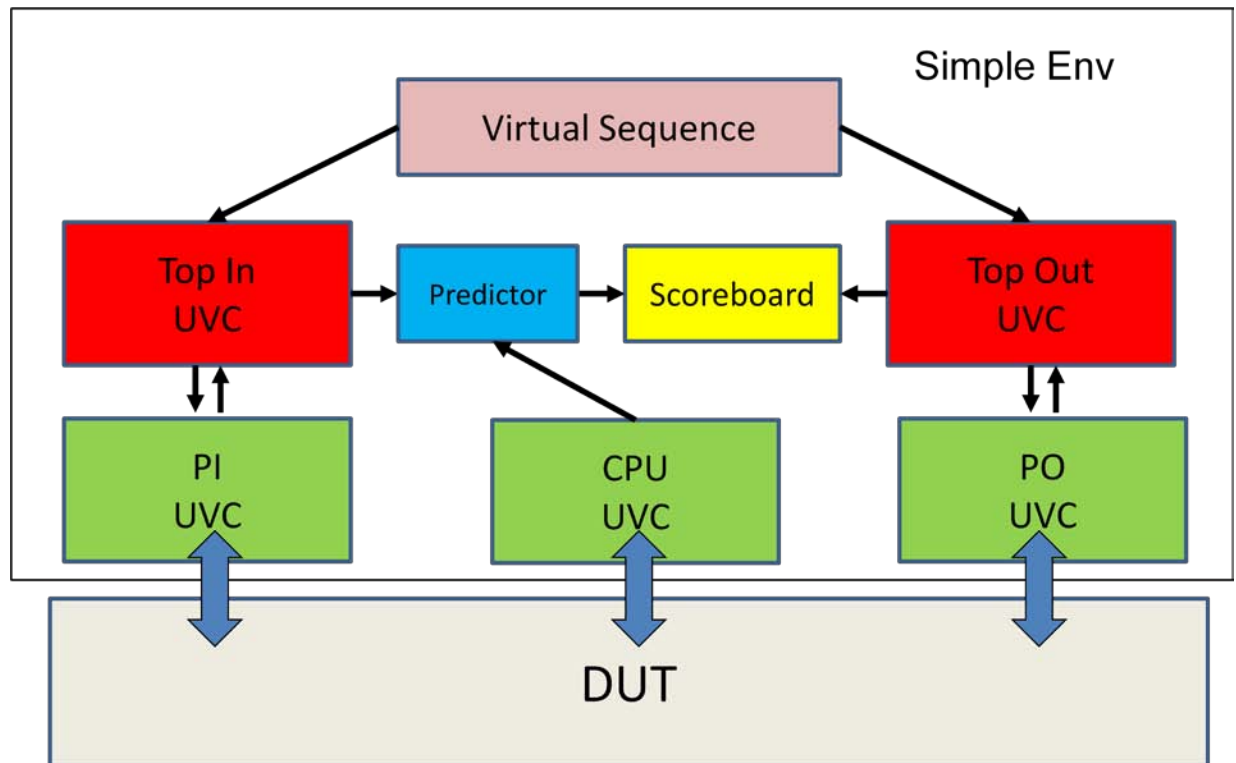 Simple Env
Virtual Sequence
Top In
UVC
Predictor
Scoreboard
Top Out
UVC
PI
UVC
CPU
UVC
PO
UVC
DUT